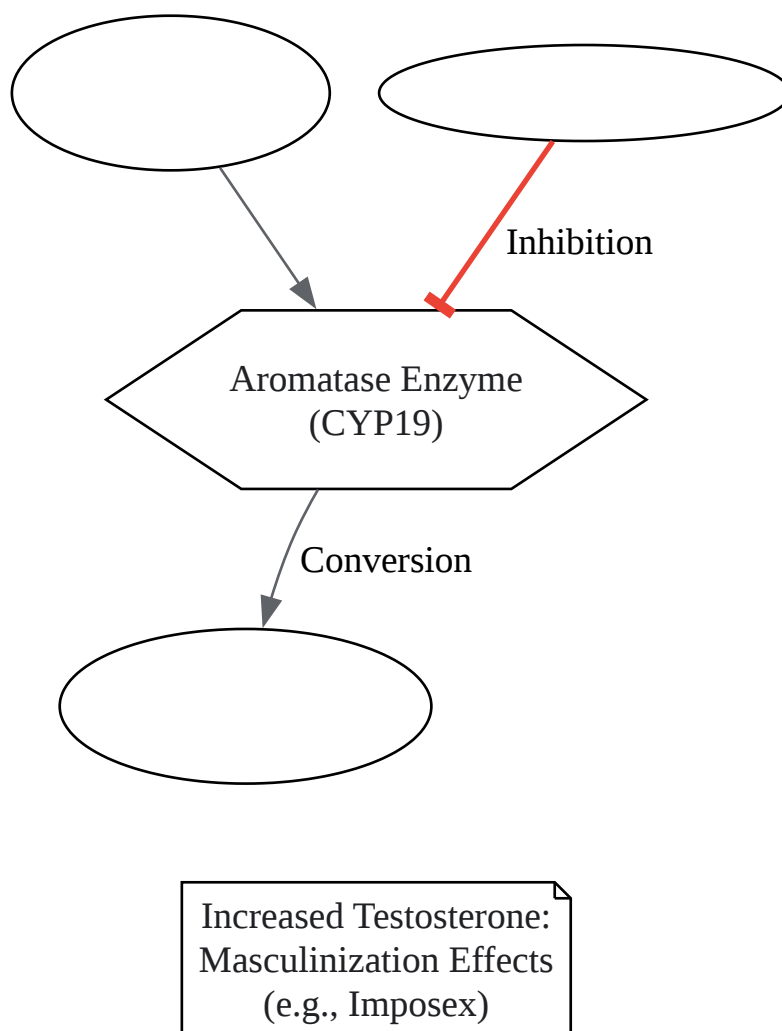 Inhibition
Aromatase Enzyme
(CYP19)
Conversion
Increased Testosterone:
Masculinization Effects
(e.g., Imposex)